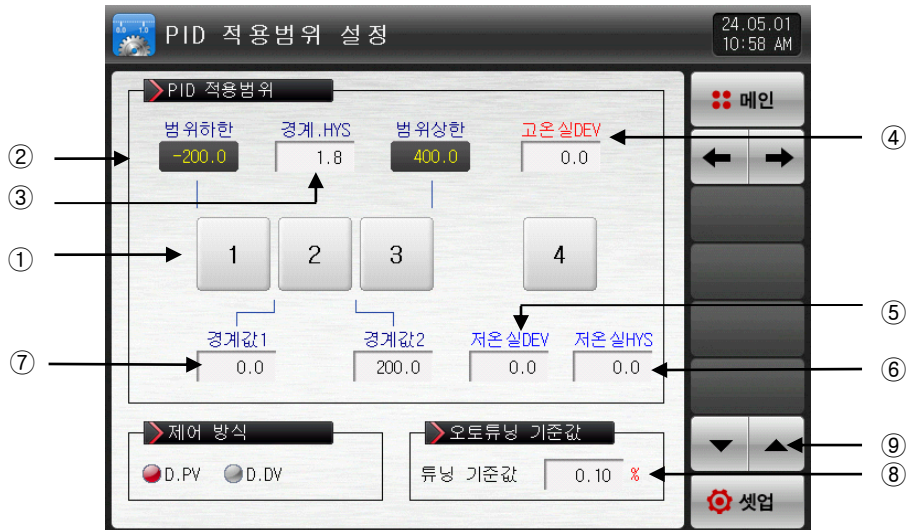 0.0 1.0
PID 적용범위 설정
24.05.01
10:58 AM
PID 적용범위
메인
범위하한 경계.HYS 범위상한 고온실DEV
④
② -200.0 1.8 400.0 0.0
③
① 1 2 3 4
⑤
경계값1 경계값2 저온실DEV 저온실HYS
⑦ 0.0 200.0 0.0 0.0 ⑥
제어 방식 오토튜닝 기준값
⑨
D.PV D.DV 튜닝 기준값 0.10 % ⑧
셋업